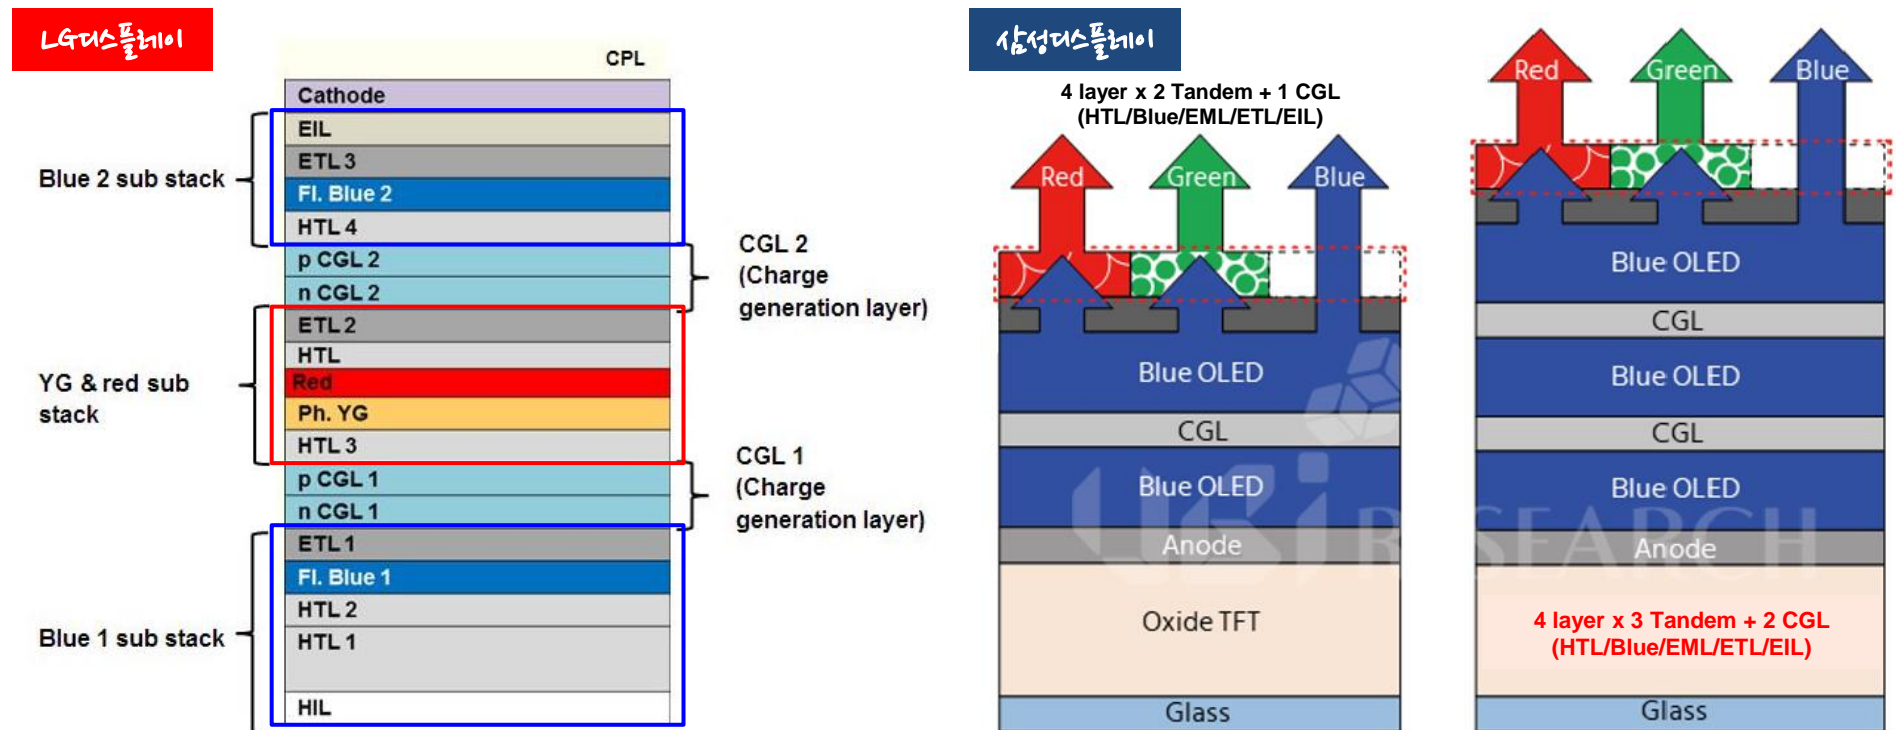 LG디스플레이
CPL
Cathode
EIL
ETL 3
Fl. Blue 2
HTL 4
p CGL 2
n CGL 2
ETL 2
HTL
Red
Ph. YG
HTL 3
p CGL 1
n CGL 1
ETL 1
Fl. Blue 1
HTL 2
HTL 1
HIL
Blue 2 sub stack
YG & red sub
stack
Blue 1 sub stack
CGL 2
(Charge
generation layer)
CGL 1
(Charge
generation layer)
삼성디스플레이
4 layer x 2 Tandem + 1 CGL
(HTL/Blue/EML/ETL/EIL)
Red
Green
Blue
Blue OLED
CGL
Blue OLED
Anode
Oxide TFT
Glass
Red
Green
Blue
Blue OLED
CGL
Blue OLED
CGL
Blue OLED
Anode
4 layer x 3 Tandem + 2 CGL
(HTL/Blue/EML/ETL/EIL)
Glass
UBi RESEARCH